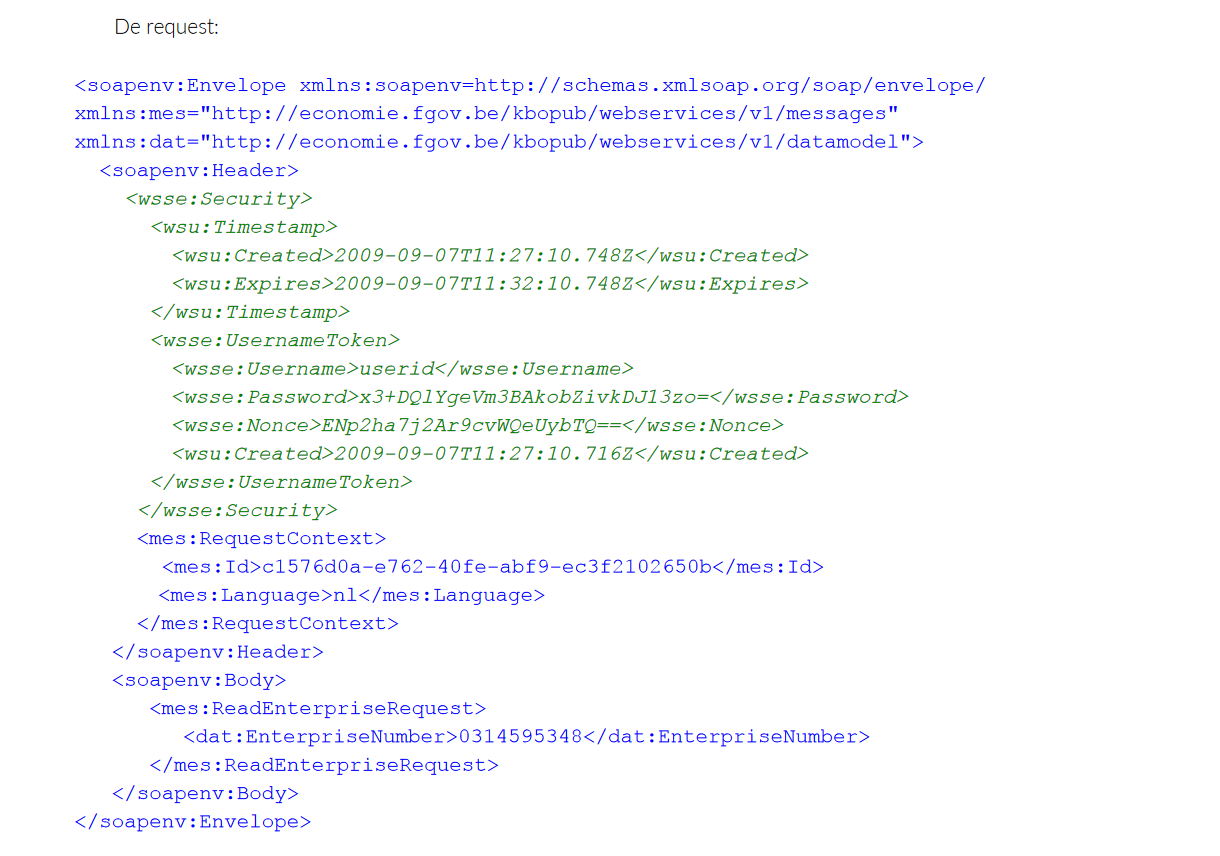 De request:
<soapenv:Envelope xmlns:soapenv=http://schemas.xmlsoap.org/soap/envelope/
xmlns:mes="http://economie.fgov.be/kbopub/webservices/v1/messages"
xmlns:dat="http://economie.fgov.be/kbopub/webservices/v1/datamodel">
<soapenv:Header>
<wsse:Security>
<wsu:Timestamp>
<wsu:Created>2009-09-07T11:27:10.748Z</wsu:Created>
<wsu:Expires>2009-09-07T11:32:10.748Z</wsu:Expires>
</wsu:Timestamp>
<wsse:UsernameToken>
<wsse:Username>userid</wsse:Username>
<wsse:Password>x3+DQlYgeVm3BAkobZivkDJ13zo=</wsse:Password>
<wsse:Nonce>ENp2ha7j2Ar9cvWQeUybTQ==</wsse:Nonce>
<wsu:Created>2009-09-07T11:27:10.716Z</wsu:Created>
</wsse:UsernameToken>
</wsse:Security>
<mes:RequestContext>
<mes:Id>c1576d0a-e762-40fe-abf9-ec3f2102650b</mes:Id>
<mes:Language>nl</mes:Language>
</mes:RequestContext>
</soapenv:Header>
<soapenv:Body>
<mes:ReadEnterpriseRequest>
<dat:EnterpriseNumber>0314595348</dat:EnterpriseNumber>
</mes:ReadEnterpriseRequest>
</soapenv:Body>
</soapenv:Envelope>